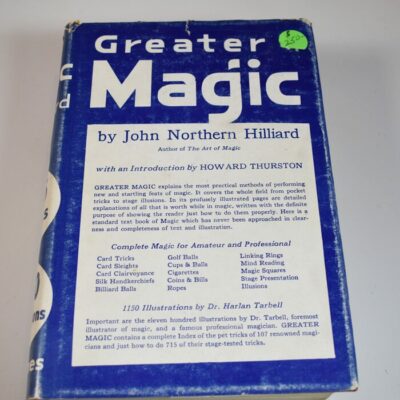 Greater
$
250.-
Magic
by John Northern Hilliard
Author of The Art of Magic
with an Introduction by HOWARD THURSTON
GREATER MAGIC explains the most practical methods of performing
new and startling feats of magic. It covers the whole field from pocket
tricks to stage illusions. In its profusely illustrated pages are detailed
explanations of all that is worth while in magic, written with the definite
purpose of showing the reader just how to do them properly. Here is a
standard text book of Magic which has never been approached in clear-
ness and completeness of text and illustration.
Complete Magic for Amateur and Professional
Card Tricks Golf Balls Linking Rings
Card Sleights Cups & Balls Mind Reading
Card Clairvoyance Cigarettes Magic Squares
Silk Handkerchiefs Coins & Bills Stage Presentation
Billiard Balls Ropes Illusions
1150 Illustrations by Dr. Harlan Tarbell
Important are the eleven hundred illustrations by Dr. Tarbell, foremost
illustrator of magic, and a famous professional magician. GREATER
MAGIC contains a complete Index of the pet tricks of 107 renowned magi-
cians and just how to do 715 of their stage-tested tricks.